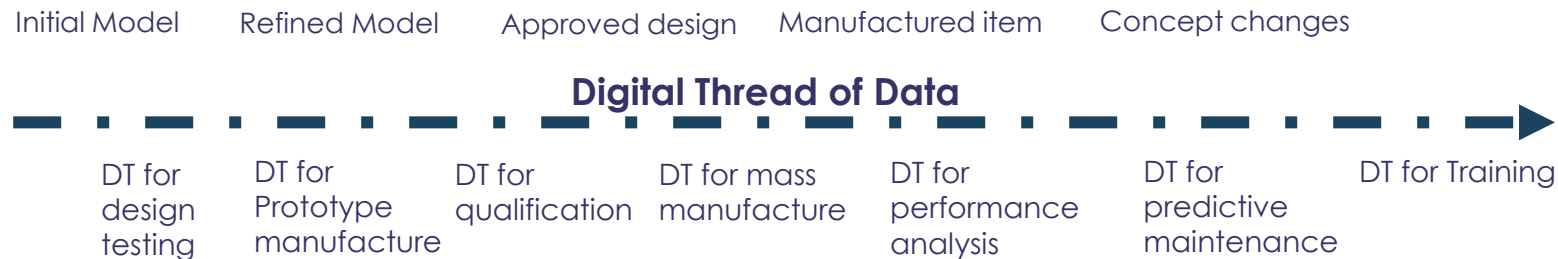 Initial Model
Refined Model
Approved design
Manufactured item
Concept changes
Digital Thread of Data
DT for
design
testing
DT for
Prototype
manufacture
DT for
qualification
DT for mass
manufacture
DT for
performance
analysis
DT for
predictive
maintenance
DT for Training